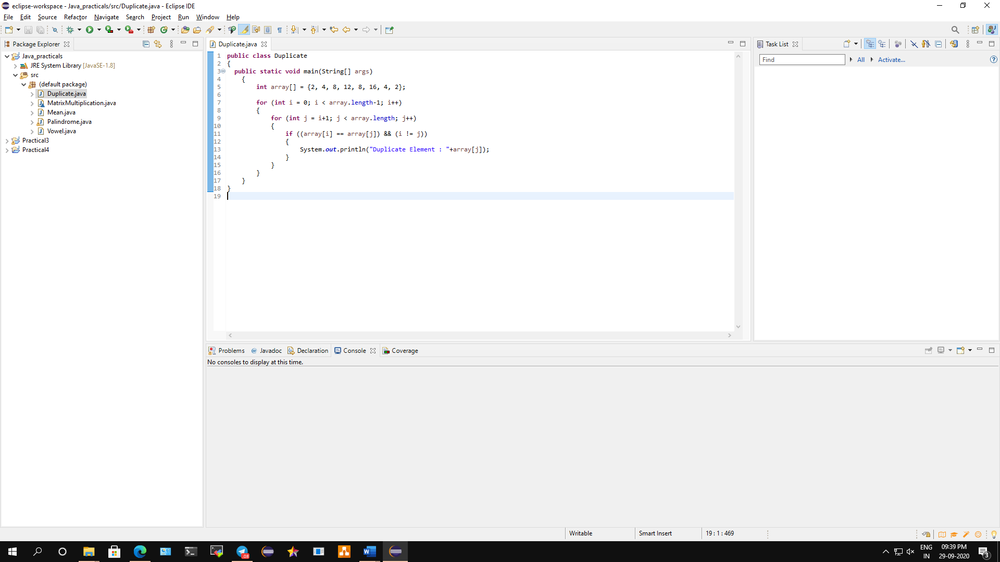 eclipse-workspace - Java_practicals/src/Duplicate.java - Eclipse IDE
File Edit Source Refactor Navigate Search Project Run Window Help
Package Explorer
Java_practicals
JRE System Library [JavaSE-1.8]
src
(default package)
Duplicate.java
MatrixMultiplication.java
Mean.java
Palindrome.java
Vowel.java
Practical3
Practical4
Duplicate.java
1 public class Duplicate
2 {
3 public static void main(String[] args)
4 {
5 int array[] = {2, 4, 8, 12, 8, 16, 4, 2};
6
7 for (int i = 0; i < array.length-1; i++)
8 {
9 for (int j = i+1; j < array.length; j++)
10 {
11 if ((array[i] == array[j]) && (i != j))
12 {
13 System.out.println("Duplicate Element : "+array[j]);
14 }
15 }
16 }
17 }
18 }
19
Task List
Find All Activate...
Problems @ Javadoc Declaration Console Coverage
No consoles to display at this time.
Writable Smart Insert 19 : 1 : 469
.08
ENG
IN
09:39 PM
29-09-2020
3